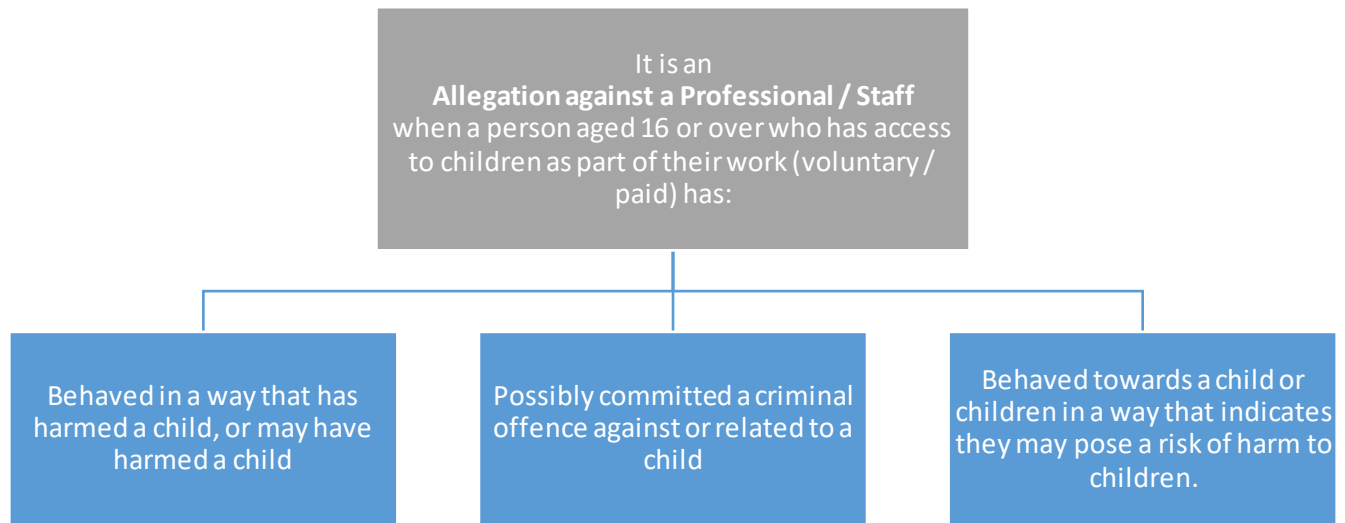 It is an
Allegation against a Professional / Staff
when a person aged 16 or over who has access
to children as part of their work (voluntary /
paid) has:
Behaved in a way that has
harmed a child, or may have
harmed a child
Possibly committed a criminal
offence against or related to a
child
Behaved towards a child or
children in a way that indicates
they may pose a risk of harm to
children.